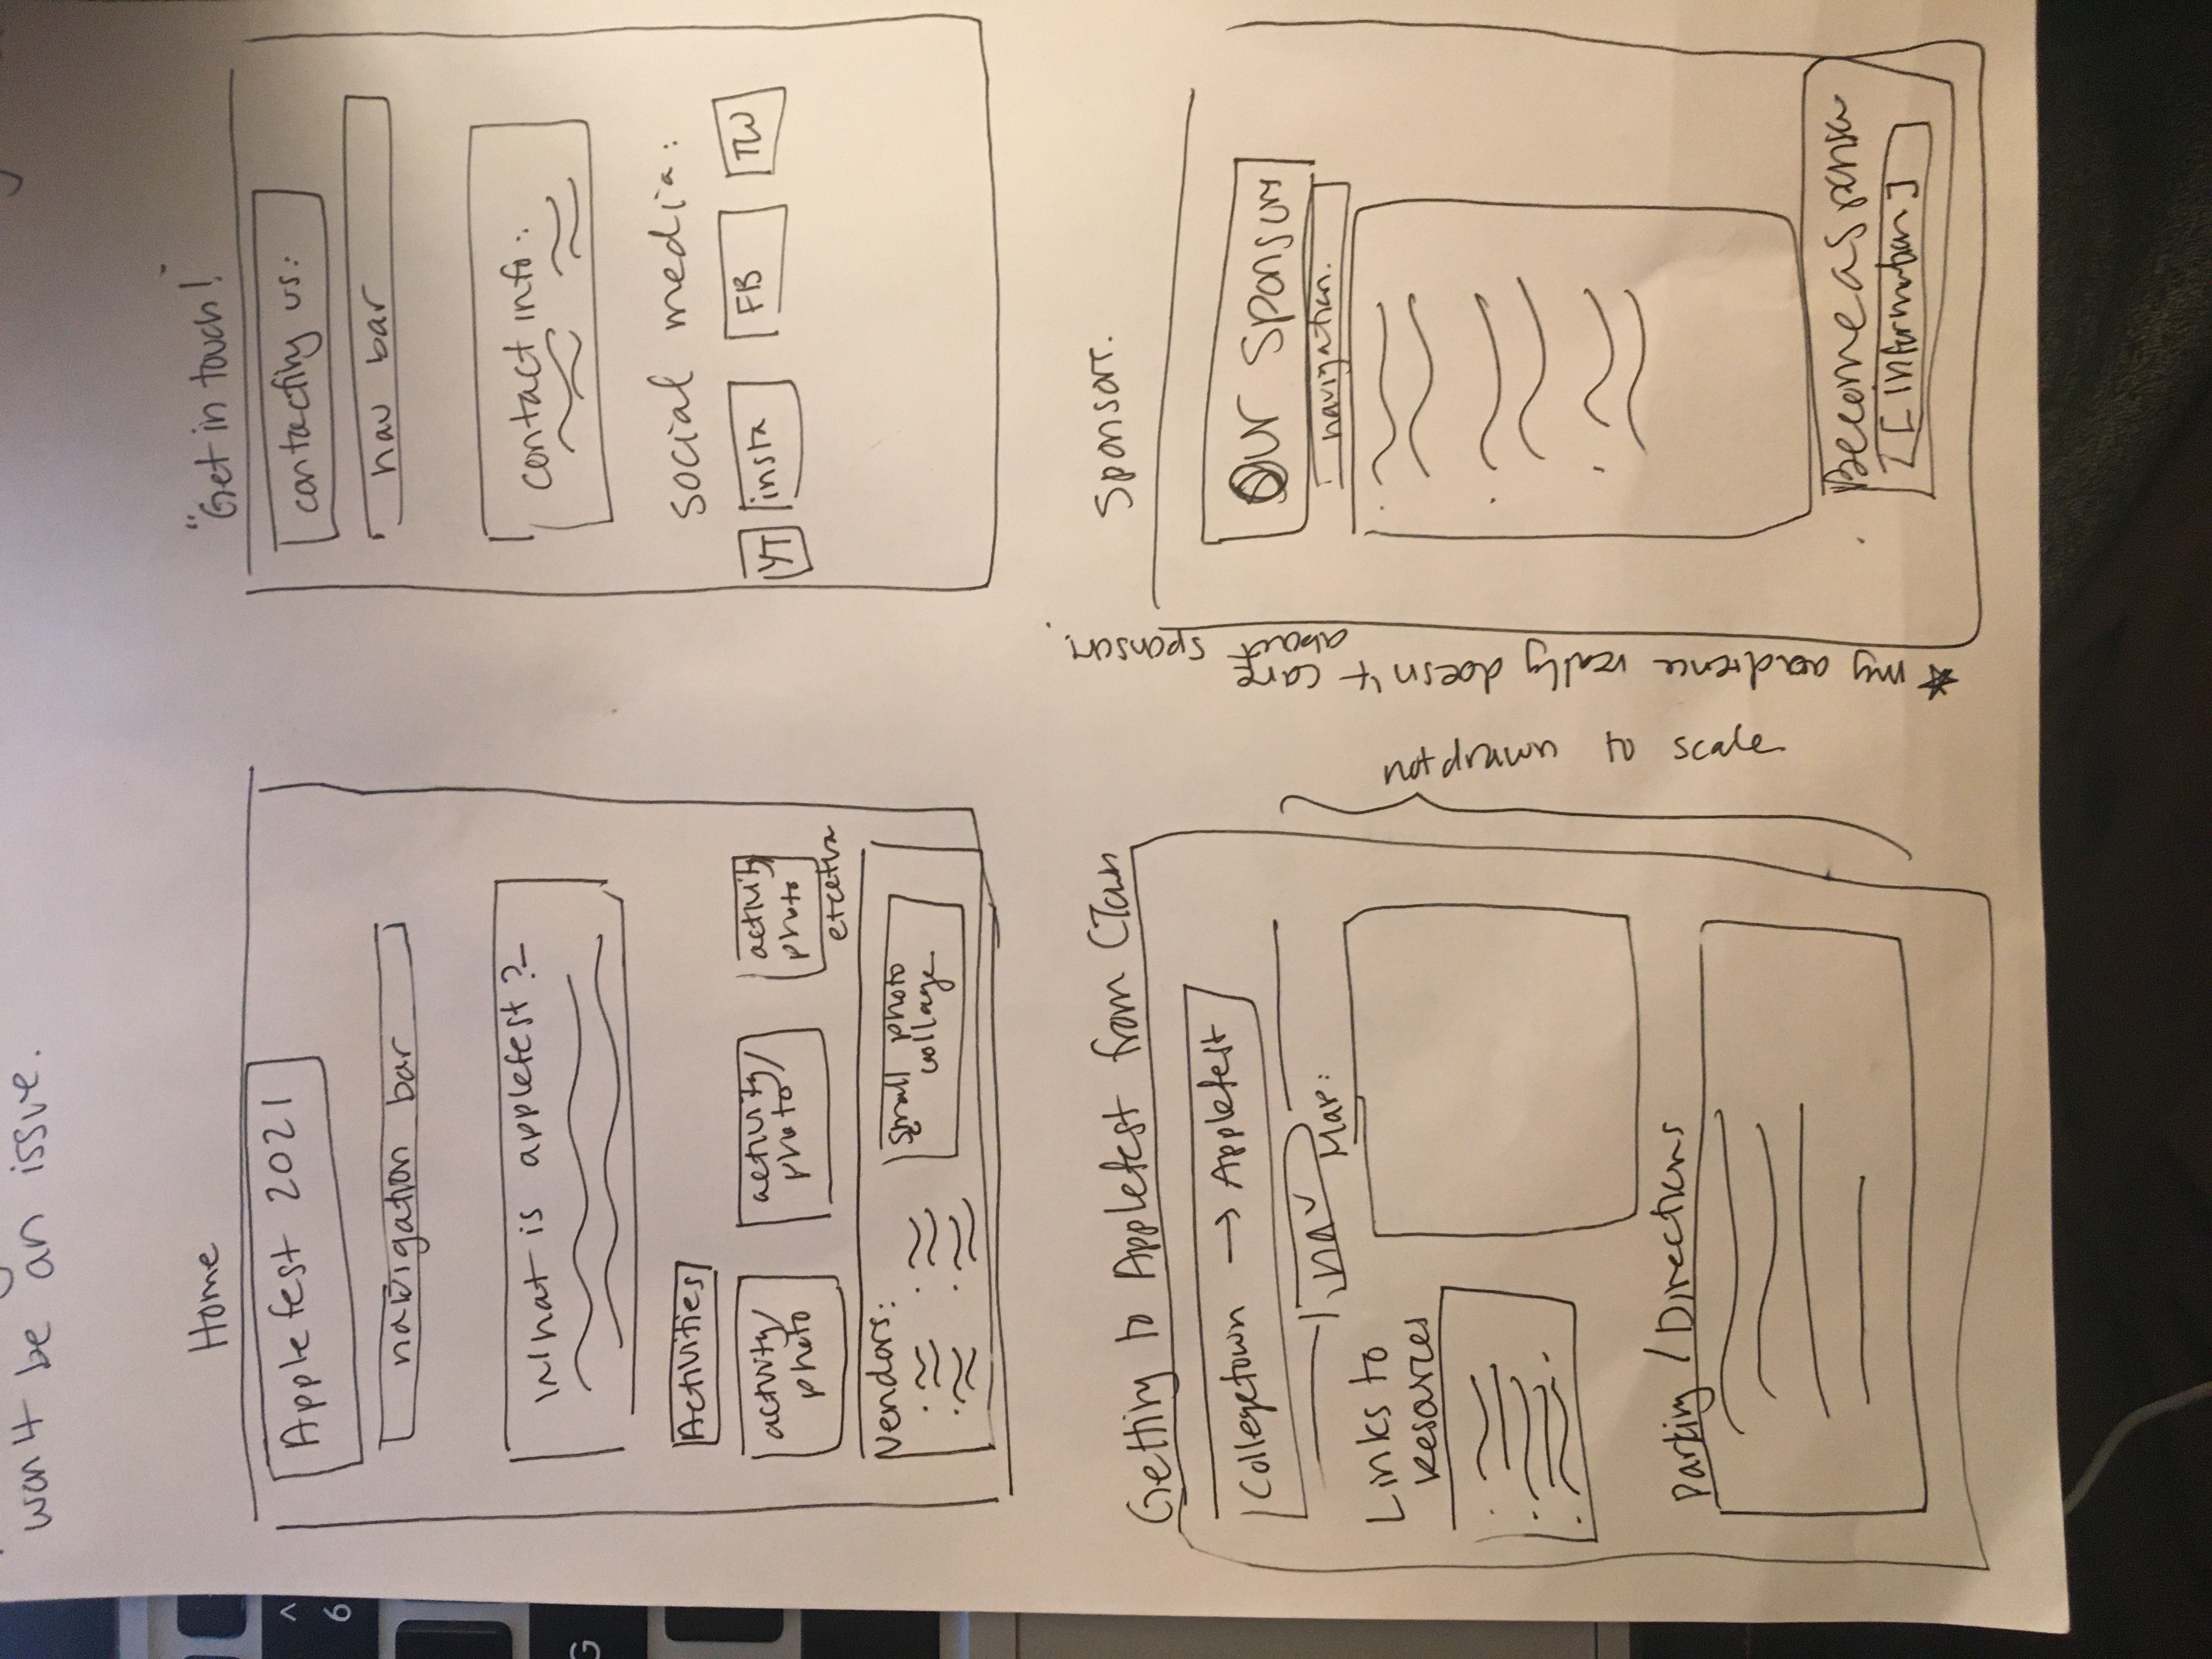 won't be an issue.
Home
Applefest 2021
navigation bar
What is applefest?
Activities
activity/
photo
activity/
photo
activity
photo
etcetra
Vendors:
small photo
collage
"Get in touch!"
contacting us:
nav bar
contact info:
social media:
YT
insta
FB
TW
Getting to Applefest from CTown
Collegetown → Applefest
nav
Map:
Links to
Resources
Parking / Directions
not drawn to scale
* my audience really doesn't care
about sponsors.
Sponsors.
Our Sponsors
navigation.
Become a sponsor
[information]
^
6
G